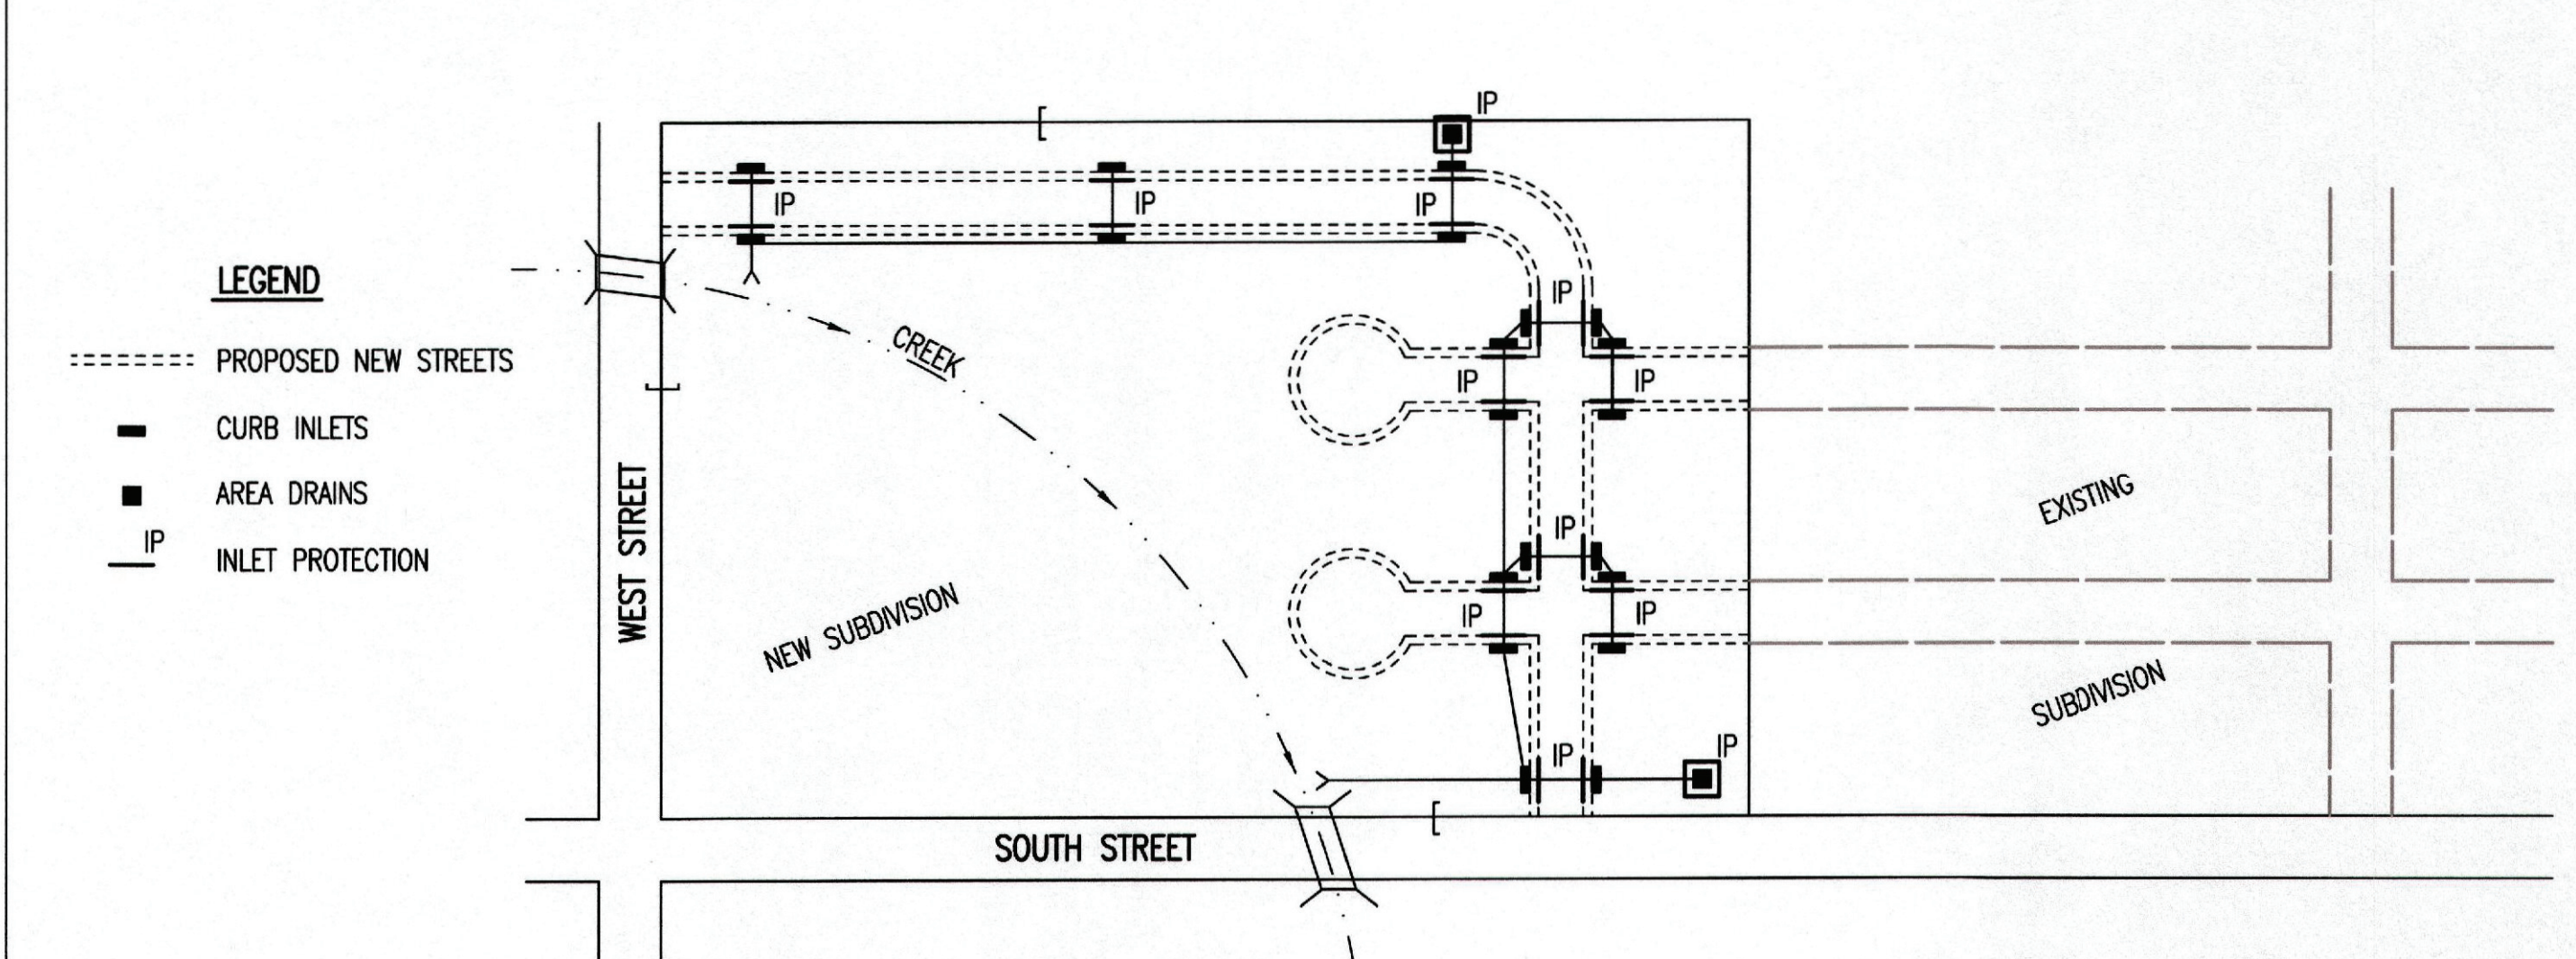 LEGEND
PROPOSED NEW STREETS
CURB INLETS
AREA DRAINS
IP
INLET PROTECTION
WEST STREET
SOUTH STREET
CREEK
NEW SUBDIVISION
EXISTING
SUBDIVISION
IP
IP
IP
IP
IP
IP
IP
IP
IP
IP
IP
IP